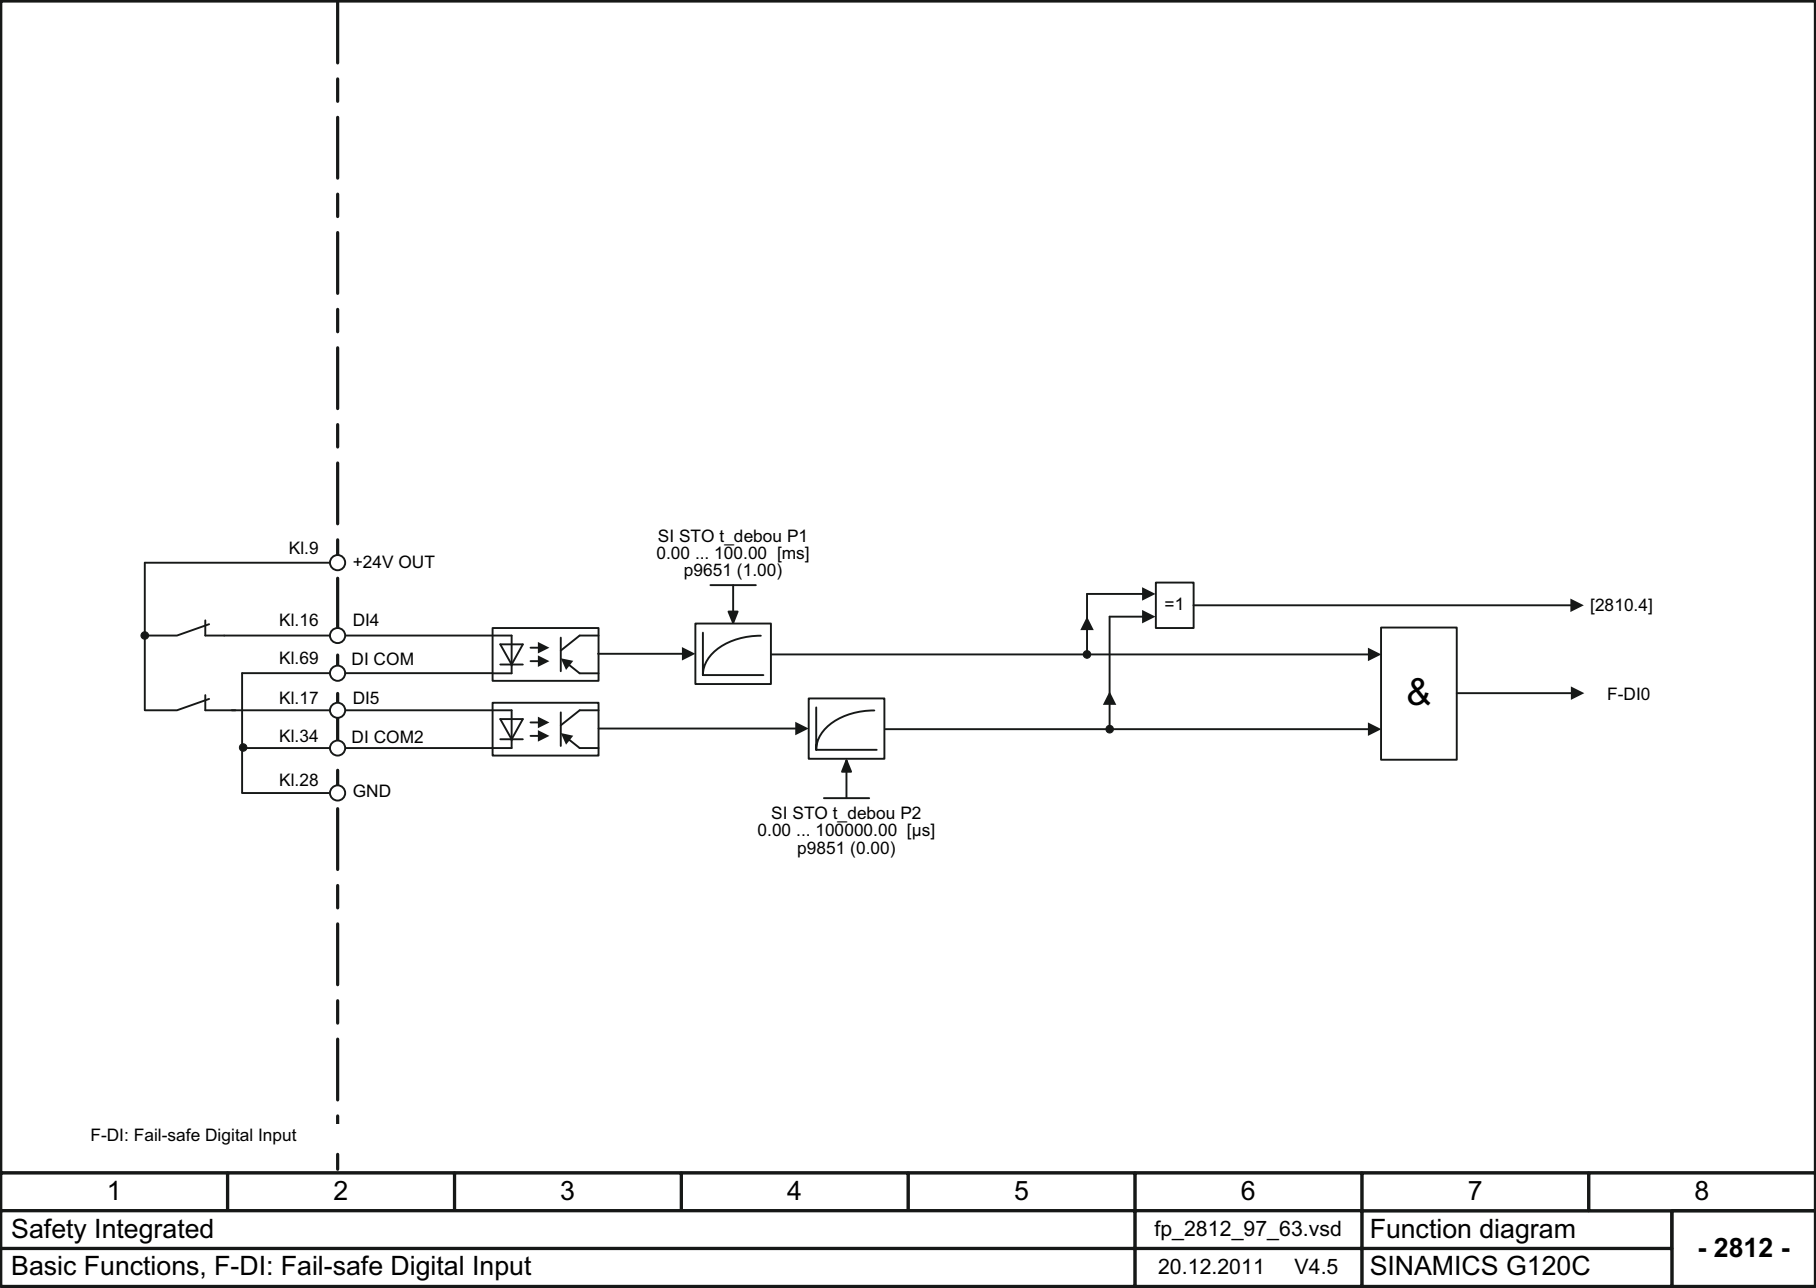 SI STO t_debou P1
0.00 ... 100.00 [ms]
p9651 (1.00)
Kl.9
+24V OUT
Kl.16
DI4
Kl.69
DI COM
Kl.17
DI5
Kl.34
DI COM2
Kl.28
GND
=1
[2810.4]
&
F-DI0
SI STO t_debou P2
0.00 ... 100000.00 [µs]
p9851 (0.00)
F-DI: Fail-safe Digital Input
1 2 3 4 5 6 7 8
Safety Integrated
fp_2812_97_63.vsd
Function diagram
- 2812 -
Basic Functions, F-DI: Fail-safe Digital Input
20.12.2011 V4.5
SINAMICS G120C